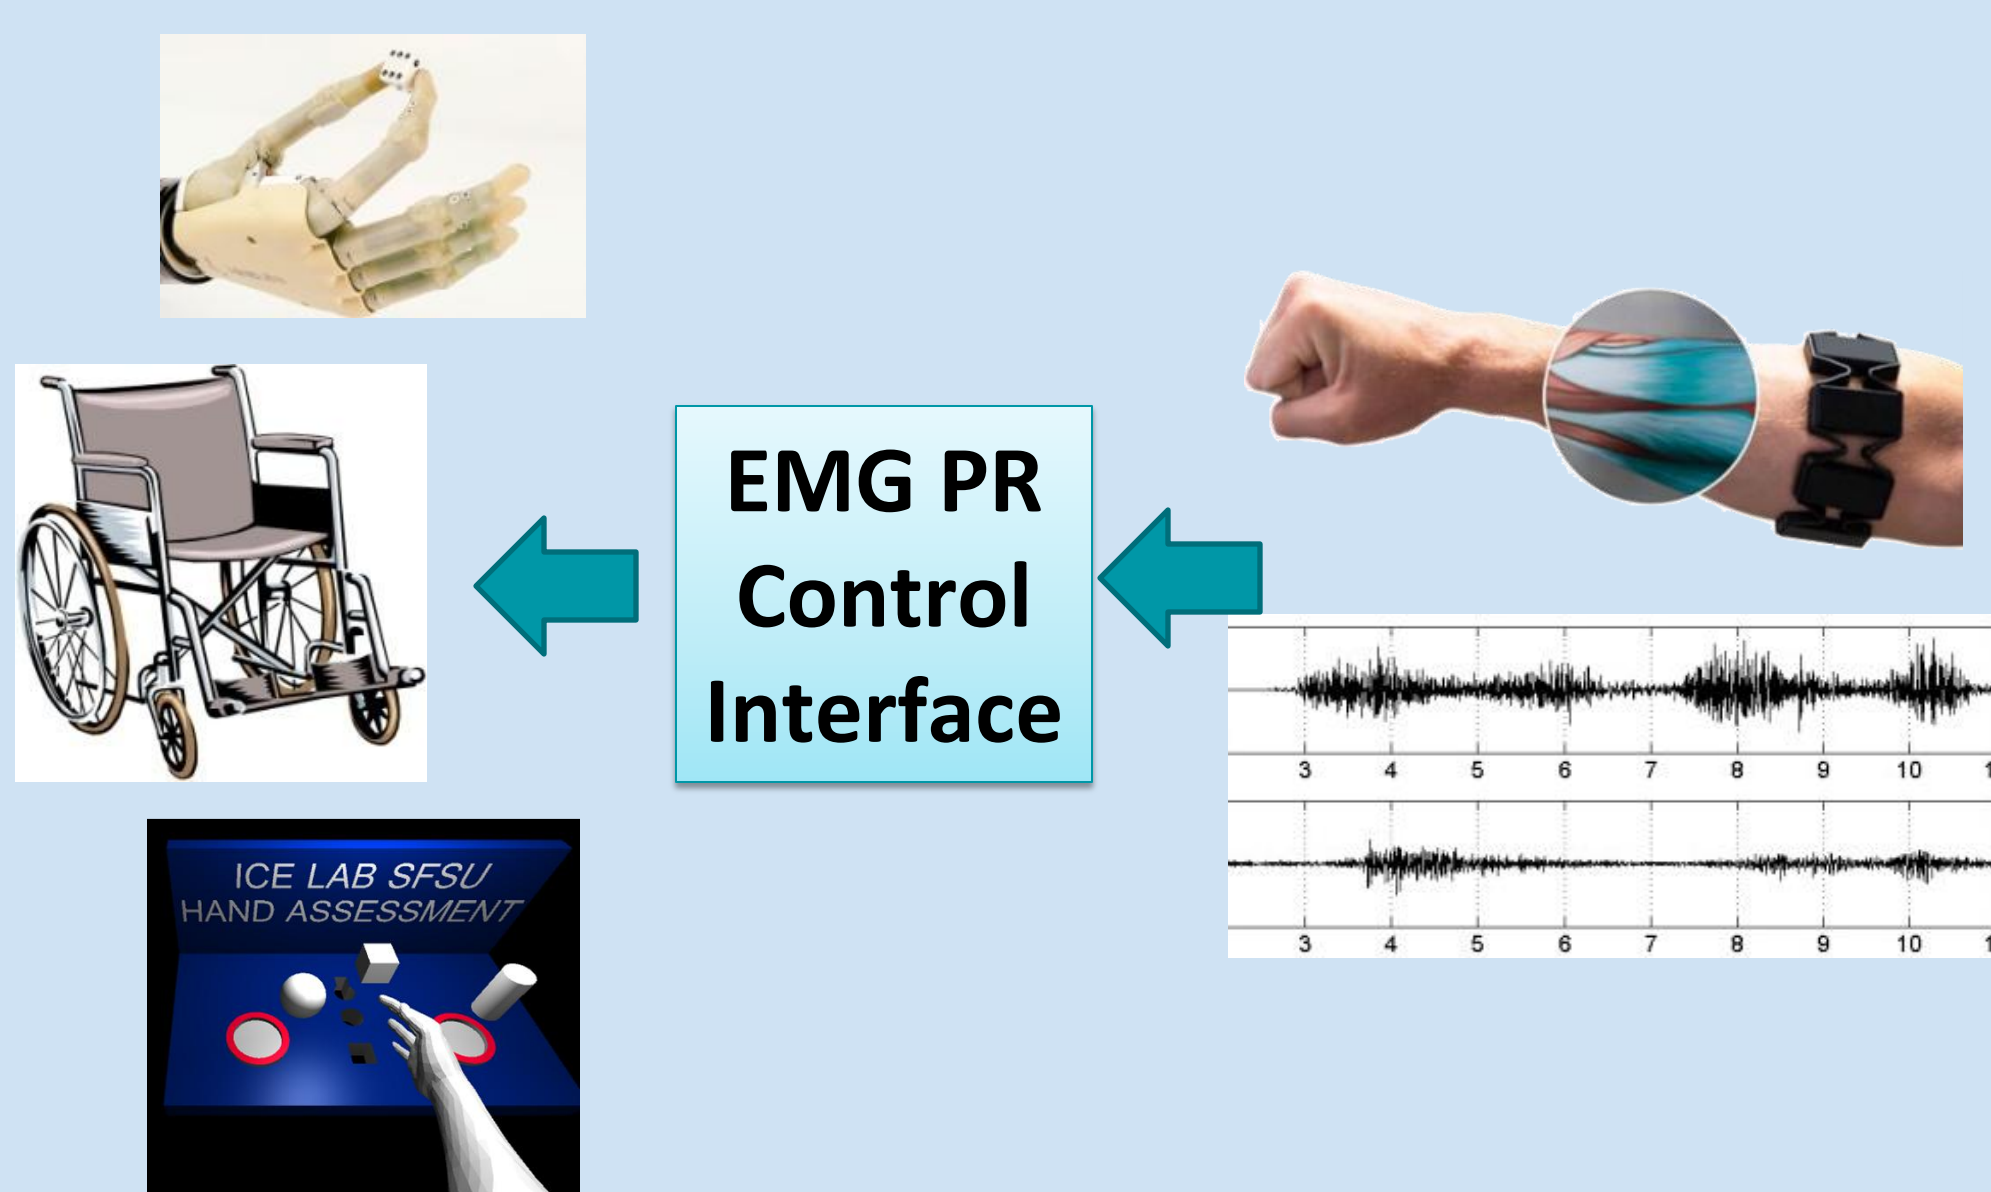 EMG PR
Control
Interface
3 4 5 6 7 8 9 10
3 4 5 6 7 8 9 10
ICE LAB SFSU
HAND ASSESSMENT